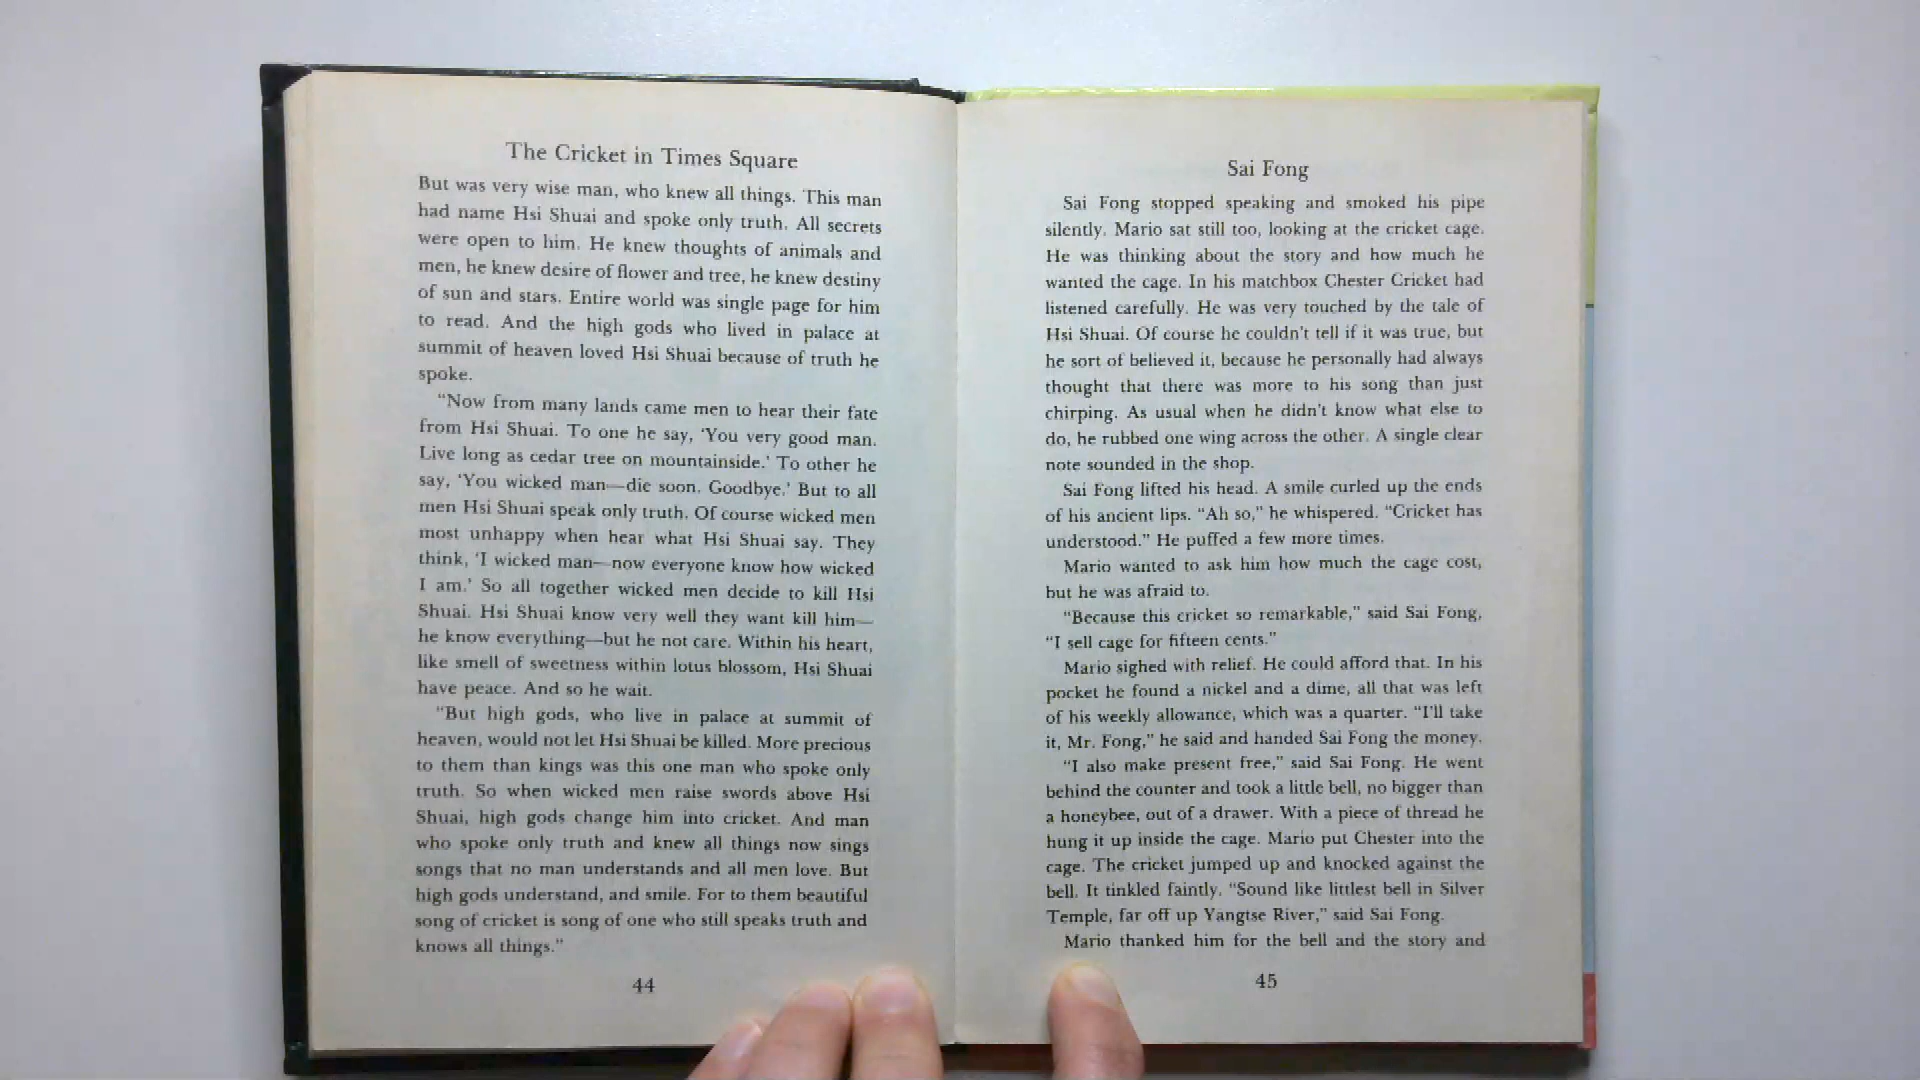 The Cricket in Times Square
But was very wise man, who knew all things. This man
had name Hsi Shuai and spoke only truth. All secrets
were open to him. He knew thoughts of animals and
men, he knew desire of flower and tree, he knew destiny
of sun and stars. Entire world was single page for him
to read. And the high gods who lived in palace at
summit of heaven loved Hsi Shuai because of truth he
spoke.
“Now from many lands came men to hear their fate
from Hsi Shuai. To one he say, ‘You very good man.
Live long as cedar tree on mountainside.’ To other he
say, ‘You wicked man—die soon. Goodbye.’ But to all
men Hsi Shuai speak only truth. Of course wicked men
most unhappy when hear what Hsi Shuai say. They
think, ‘I wicked man—now everyone know how wicked
I am.’ So all together wicked men decide to kill Hsi
Shuai. Hsi Shuai know very well they want kill him—
he know everything—but he not care. Within his heart,
like smell of sweetness within lotus blossom, Hsi Shuai
have peace. And so he wait.
“But high gods, who live in palace at summit of
heaven, would not let Hsi Shuai be killed. More precious
to them than kings was this one man who spoke only
truth. So when wicked men raise swords above Hsi
Shuai, high gods change him into cricket. And man
who spoke only truth and knew all things now sings
songs that no man understands and all men love. But
high gods understand, and smile. For to them beautiful
song of cricket is song of one who still speaks truth and
knows all things.”
44
Sai Fong
Sai Fong stopped speaking and smoked his pipe
silently. Mario sat still too, looking at the cricket cage.
He was thinking about the story and how much he
wanted the cage. In his matchbox Chester Cricket had
listened carefully. He was very touched by the tale of
Hsi Shuai. Of course he couldn’t tell if it was true, but
he sort of believed it, because he personally had always
thought that there was more to his song than just
chirping. As usual when he didn’t know what else to
do, he rubbed one wing across the other. A single clear
note sounded in the shop.
Sai Fong lifted his head. A smile curled up the ends
of his ancient lips. “Ah so,” he whispered. “Cricket has
understood.” He puffed a few more times.
Mario wanted to ask him how much the cage cost,
but he was afraid to.
“Because this cricket so remarkable,” said Sai Fong,
“I sell cage for fifteen cents.”
Mario sighed with relief. He could afford that. In his
pocket he found a nickel and a dime, all that was left
of his weekly allowance, which was a quarter. “I’ll take
it, Mr. Fong,” he said and handed Sai Fong the money.
“I also make present free,” said Sai Fong. He went
behind the counter and took a little bell, no bigger than
a honeybee, out of a drawer. With a piece of thread he
hung it up inside the cage. Mario put Chester into the
cage. The cricket jumped up and knocked against the
bell. It tinkled faintly. “Sound like littlest bell in Silver
Temple, far off up Yangtse River,” said Sai Fong.
Mario thanked him for the bell and the story and
45